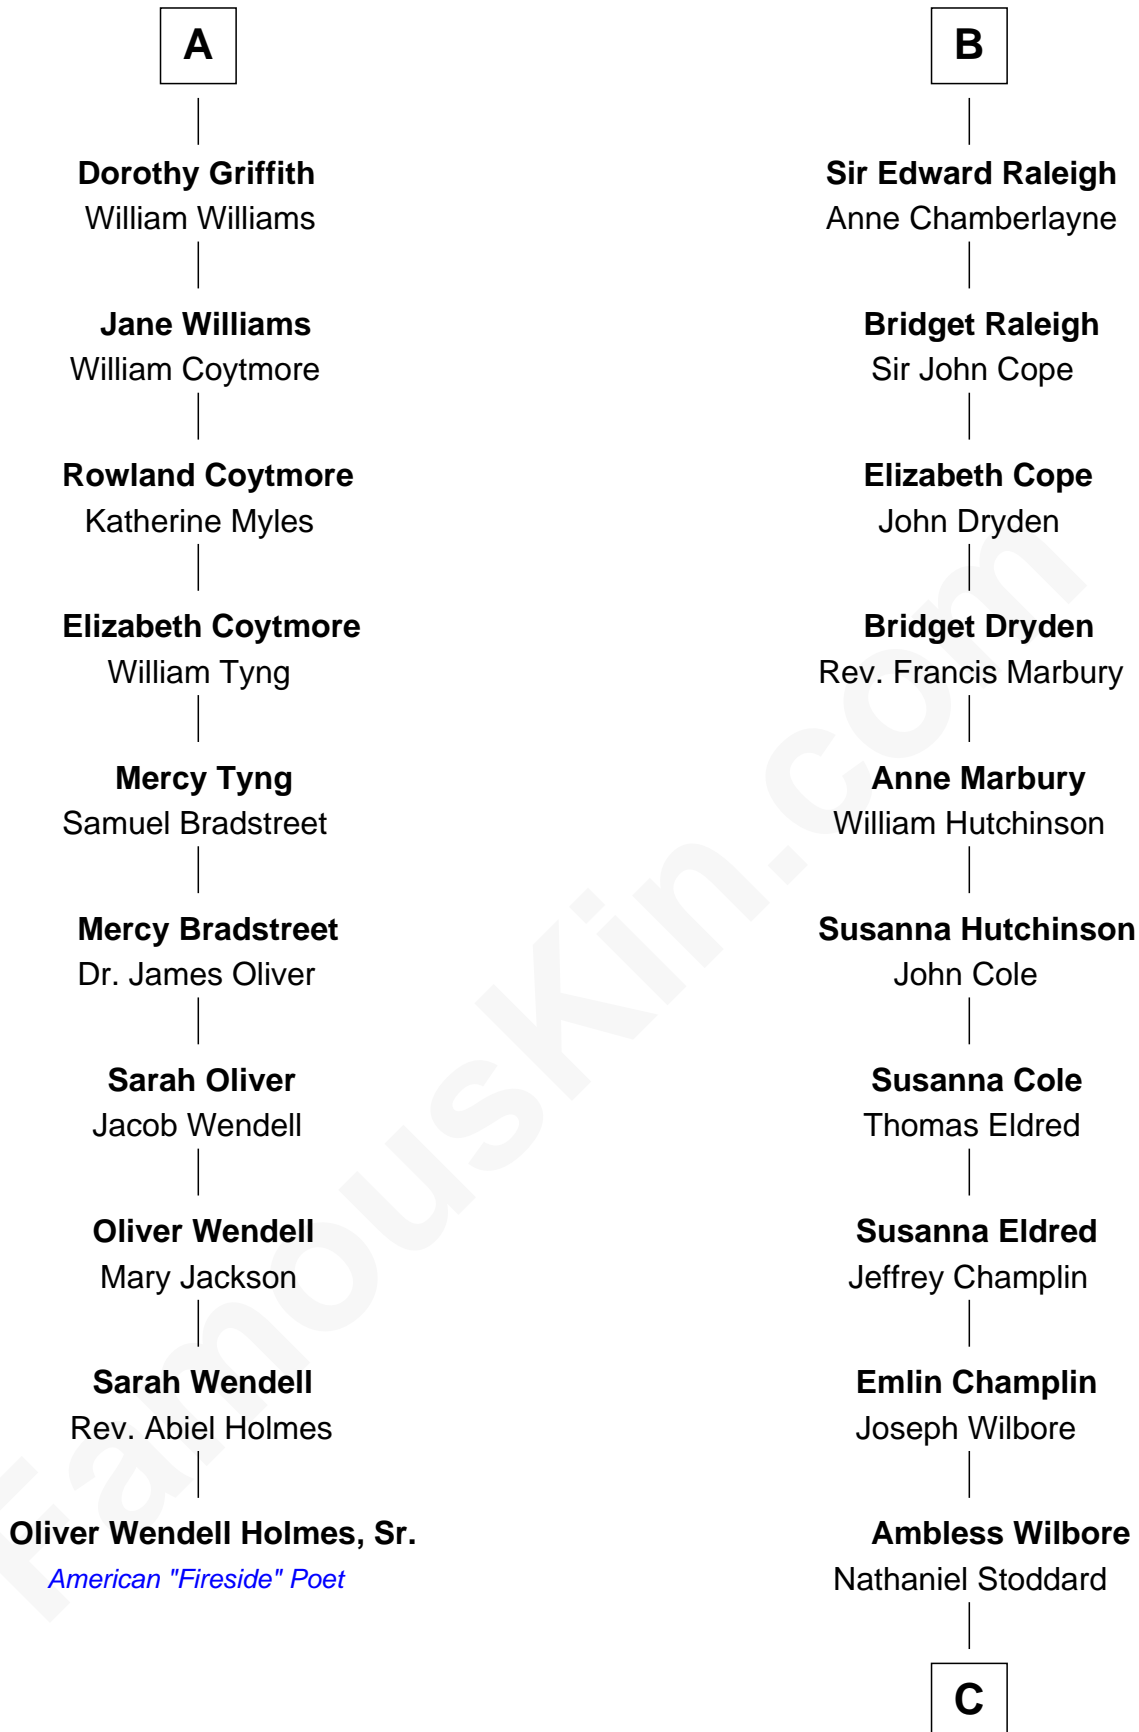 A
Dorothy Griffith
William Williams
Jane Williams
William Coytmore
Rowland Coytmore
Katherine Myles
Elizabeth Coytmore
William Tyng
Mercy Tyng
Samuel Bradstreet
Mercy Bradstreet
Dr. James Oliver
Sarah Oliver
Jacob Wendell
Oliver Wendell
Mary Jackson
Sarah Wendell
Rev. Abiel Holmes
Oliver Wendell Holmes, Sr.
American "Fireside" Poet
B
Sir Edward Raleigh
Anne Chamberlayne
Bridget Raleigh
Sir John Cope
Elizabeth Cope
John Dryden
Bridget Dryden
Rev. Francis Marbury
Anne Marbury
William Hutchinson
Susanna Hutchinson
John Cole
Susanna Cole
Thomas Eldred
Susanna Eldred
Jeffrey Champlin
Emlin Champlin
Joseph Wilbore
Ambless Wilbore
Nathaniel Stoddard
C
FamousKin.com